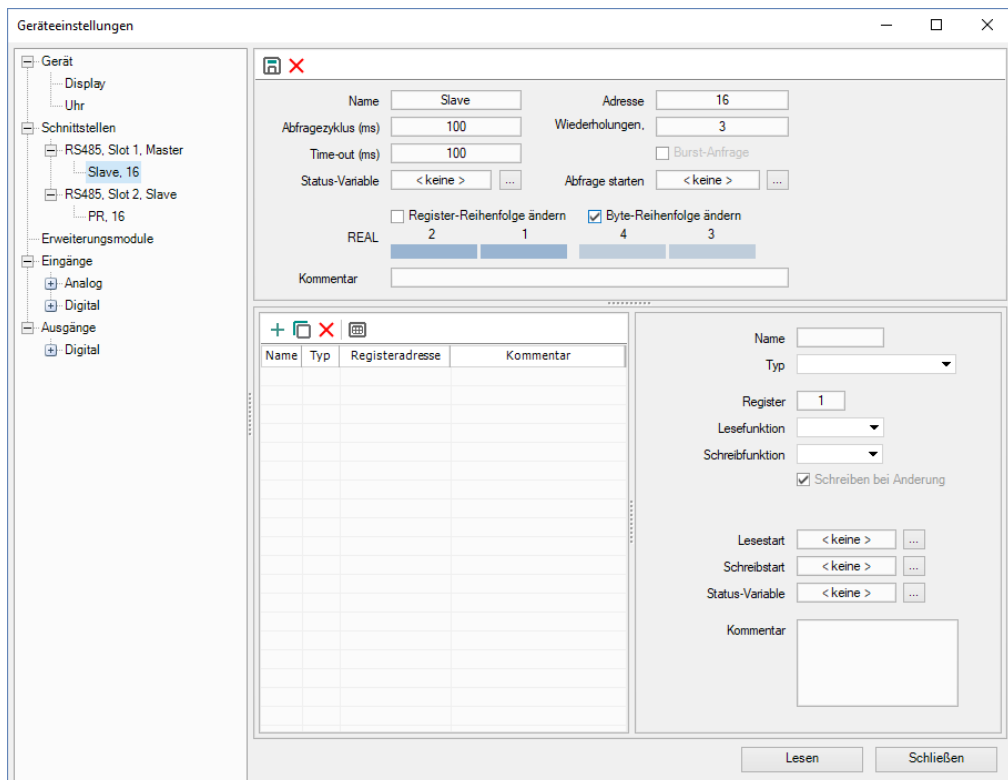 Geräteeinstellungen
Gerät
Display
Uhr
Schnittstellen
RS485, Slot 1, Master
Slave, 16
RS485, Slot 2, Slave
PR, 16
Erweiterungsmodule
Eingänge
Analog
Digital
Ausgänge
Digital
Name Slave Adresse 16
Abfragezyklus (ms) 100 Wiederholungen, 3
Time-out (ms) 100 Burst-Anfrage
Status-Variable < keine > ... Abfrage starten < keine > ...
Register-Reihenfolge ändern Byte-Reihenfolge ändern
REAL 2 1 4 3
Kommentar
Name Typ Registeradresse Kommentar
Name
Typ
Register 1
Lesefunktion
Schreibfunktion
Schreiben bei Anderung
Lesestart < keine > ...
Schreibstart < keine > ...
Status-Variable < keine > ...
Kommentar
Lesen Schließen